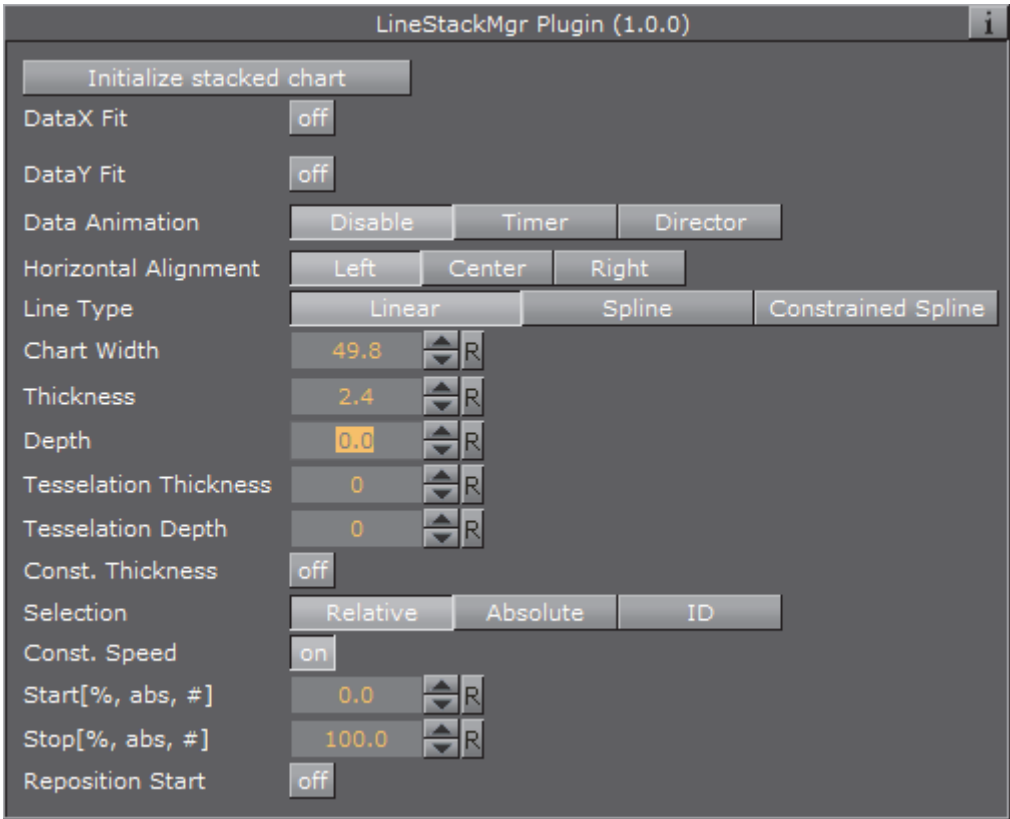 LineStackMgr Plugin (1.0.0) i
Initialize stacked chart
DataX Fit off
DataY Fit off
Data Animation Disable Timer Director
Horizontal Alignment Left Center Right
Line Type Linear Spline Constrained Spline
Chart Width 49.8 R
Thickness 2.4 R
Depth 0.0 R
Tesselation Thickness 0 R
Tesselation Depth 0 R
Const. Thickness off
Selection Relative Absolute ID
Const. Speed on
Start[%, abs, #] 0.0 R
Stop[%, abs, #] 100.0 R
Reposition Start off